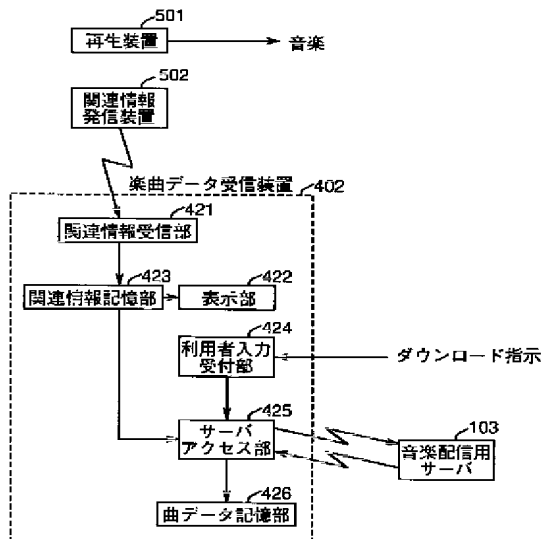 501
再生装置
音楽
502
関連情報
発信装置
楽曲データ受信装置
402
421
関連情報受信部
423
関連情報記憶部
422
表示部
424
利用者入力
受付部
ダウンロード指示
425
サーバ
アクセス部
103
音楽配信用
サーバ
426
曲データ記憶部